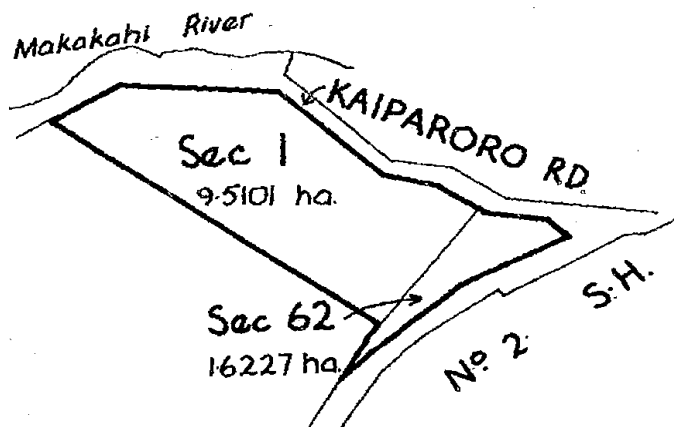 Makakahi River
KAIPARORO RD
Sec 1
9.5101 ha.
Sec 62
1.6227 ha.
Nº 2 S.H.